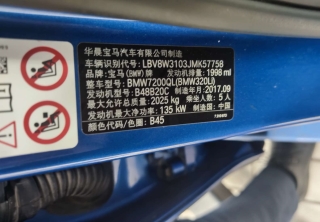 华晨宝马汽车有限公司制造
车辆识别代号: LBV8W3103JMK57758
品牌: 宝马(BMW)牌 发动机排量: 1998 ml
整车型号: BMW7200QL(BMW320Li)
发动机型号: B48B20C 制造年月: 2017.09
最大允许总质量: 2025 kg 乘坐人数: 5 人
发动机最大净功率: 135 kW 制造国: 中国
颜色代码/色圈: B45